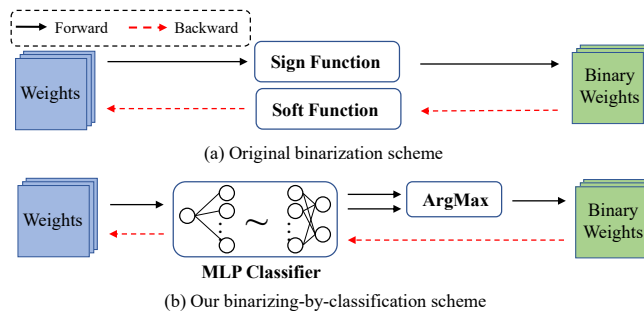 Forward
Backward
Weights
Sign Function
Soft Function
Binary
Weights
(a) Original binarization scheme
Weights
MLP Classifier
ArgMax
Binary
Weights
(b) Our binarizing-by-classification scheme